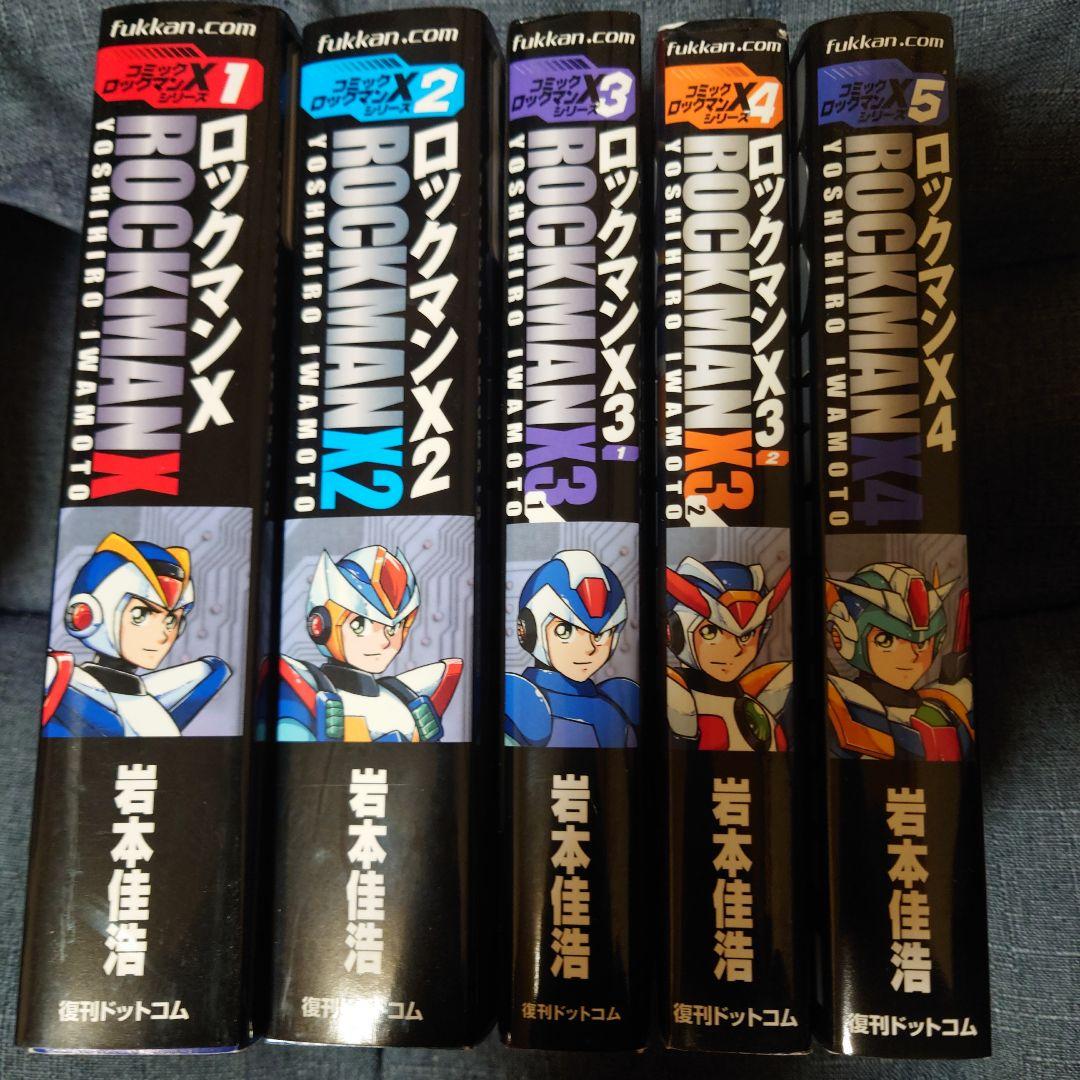 fukkan.com
コミック
ロックマンX
シリーズ
1
ロックマンX
ROCKMAN X
YOSHIHIRO IWAMOTO
岩本佳浩
復刊ドットコム
fukkan.com
コミック
ロックマンX
シリーズ
2
ロックマンX2
ROCKMAN X2
YOSHIHIRO IWAMOTO
岩本佳浩
復刊ドットコム
fukkan.com
コミック
ロックマンX
シリーズ
3
ロックマンX3
1
ROCKMAN X3
1
YOSHIHIRO IWAMOTO
岩本佳浩
復刊ドットコム
fukkan.com
コミック
ロックマンX
シリーズ
4
ロックマンX3
2
ROCKMAN X3
2
YOSHIHIRO IWAMOTO
岩本佳浩
復刊ドットコム
fukkan.com
コミック
ロックマンX
シリーズ
5
ロックマンX4
ROCKMAN X4
YOSHIHIRO IWAMOTO
岩本佳浩
復刊ドットコム